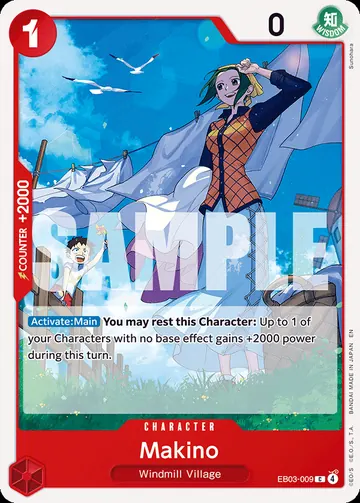 1
0
知
WISDOM
Sunohara
COUNTER +2000
SAMPLE
Activate:Main You may rest this Character: Up to 1 of
your Characters with no base effect gains +2000 power
during this turn.
©E.O/S ©E.O./S., T.A. BANDAI MADE IN JAPAN EN
CHARACTER
Makino
Windmill Village
EB03-009 C 4